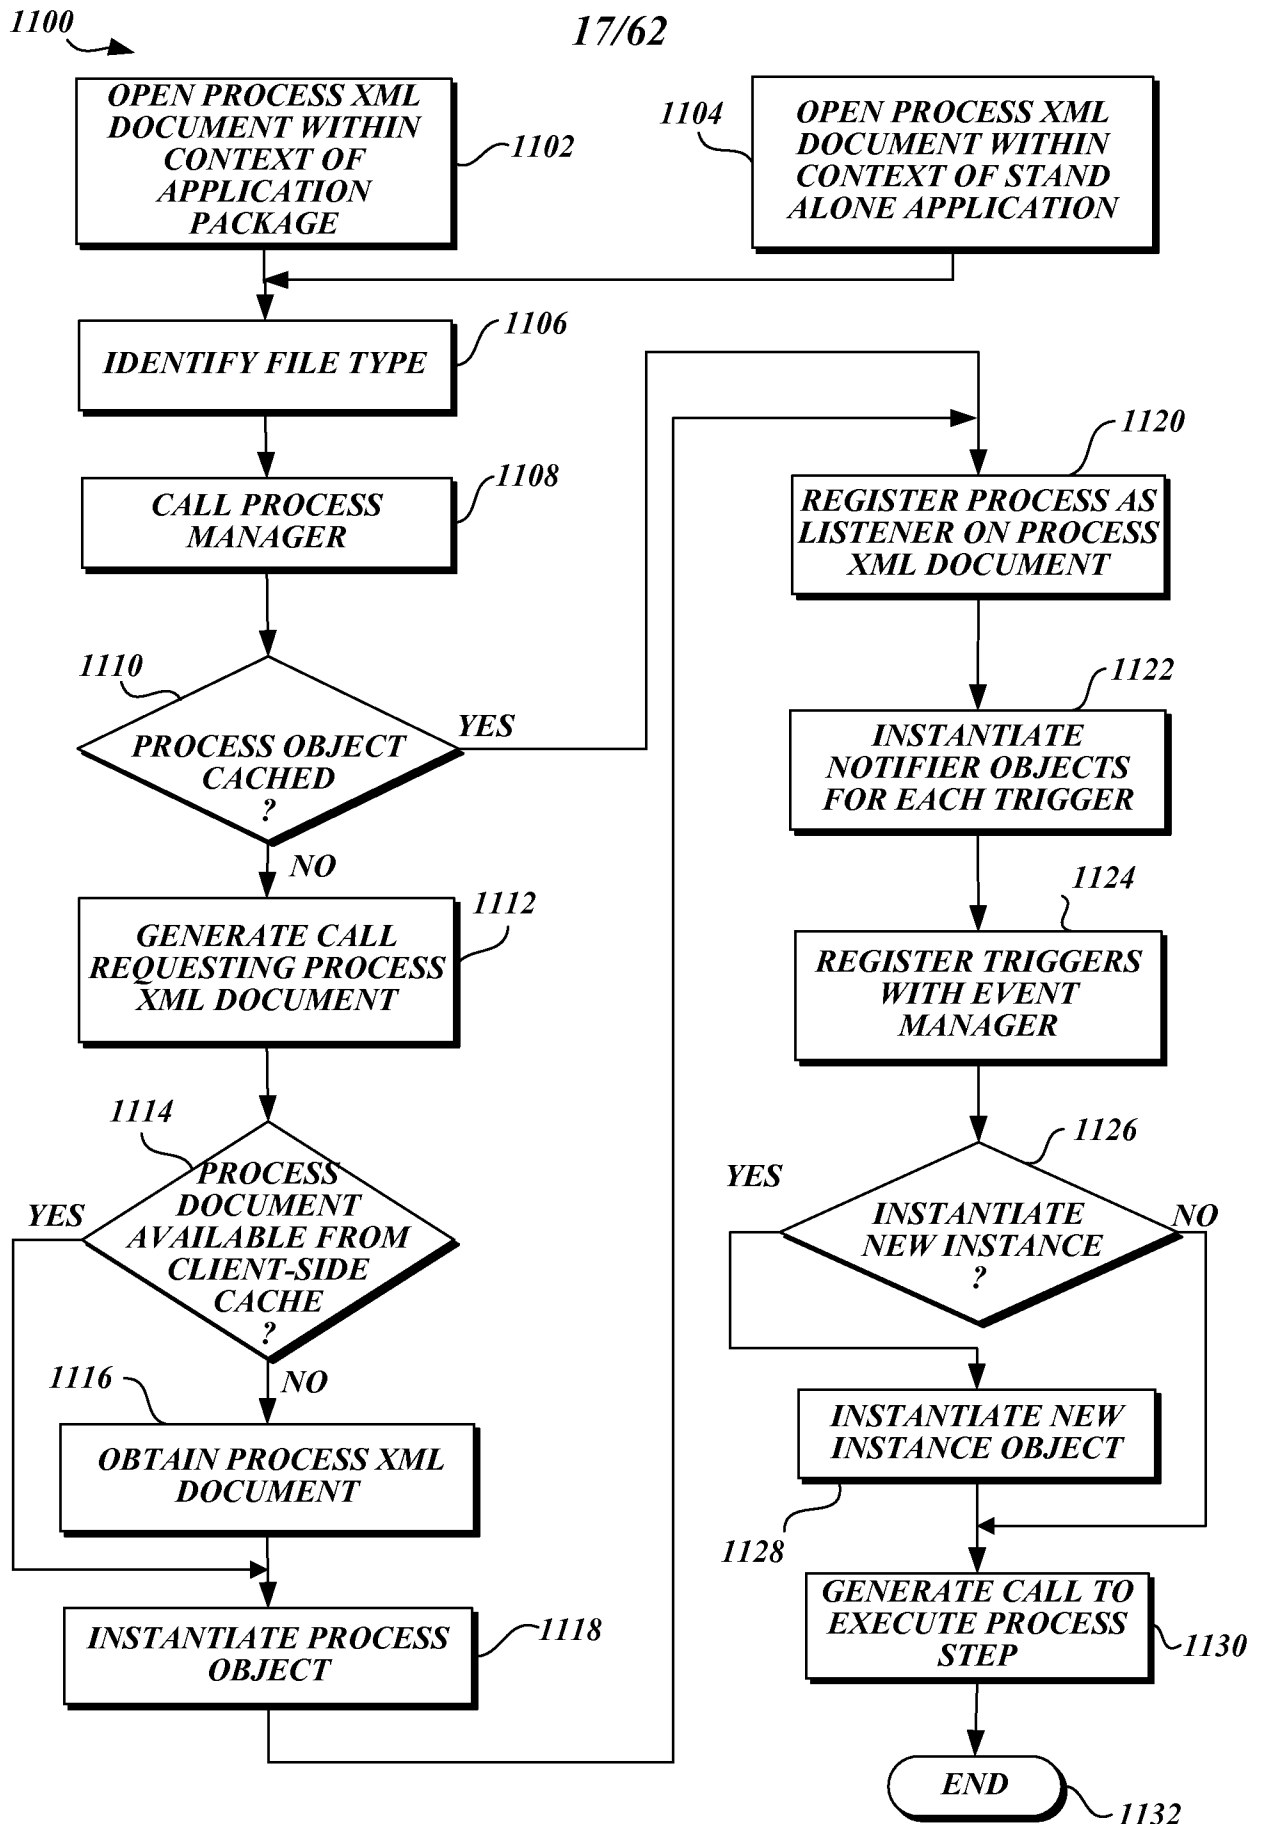 1100
17/62
OPEN PROCESS XML
DOCUMENT WITHIN
CONTEXT OF
APPLICATION
PACKAGE
1102
1104
OPEN PROCESS XML
DOCUMENT WITHIN
CONTEXT OF STAND
ALONE APPLICATION
1106
IDENTIFY FILE TYPE
1108
CALL PROCESS
MANAGER
1110
PROCESS OBJECT
CACHED
?
YES
NO
1112
GENERATE CALL
REQUESTING PROCESS
XML DOCUMENT
1114
PROCESS
DOCUMENT
AVAILABLE FROM
CLIENT-SIDE
CACHE
?
YES
NO
1116
OBTAIN PROCESS XML
DOCUMENT
INSTANTIATE PROCESS
OBJECT
1118
1120
REGISTER PROCESS AS
LISTENER ON PROCESS
XML DOCUMENT
1122
INSTANTIATE
NOTIFIER OBJECTS
FOR EACH TRIGGER
1124
REGISTER TRIGGERS
WITH EVENT
MANAGER
1126
YES
INSTANTIATE
NEW INSTANCE
?
NO
INSTANTIATE NEW
INSTANCE OBJECT
1128
GENERATE CALL TO
EXECUTE PROCESS
STEP
1130
END
1132